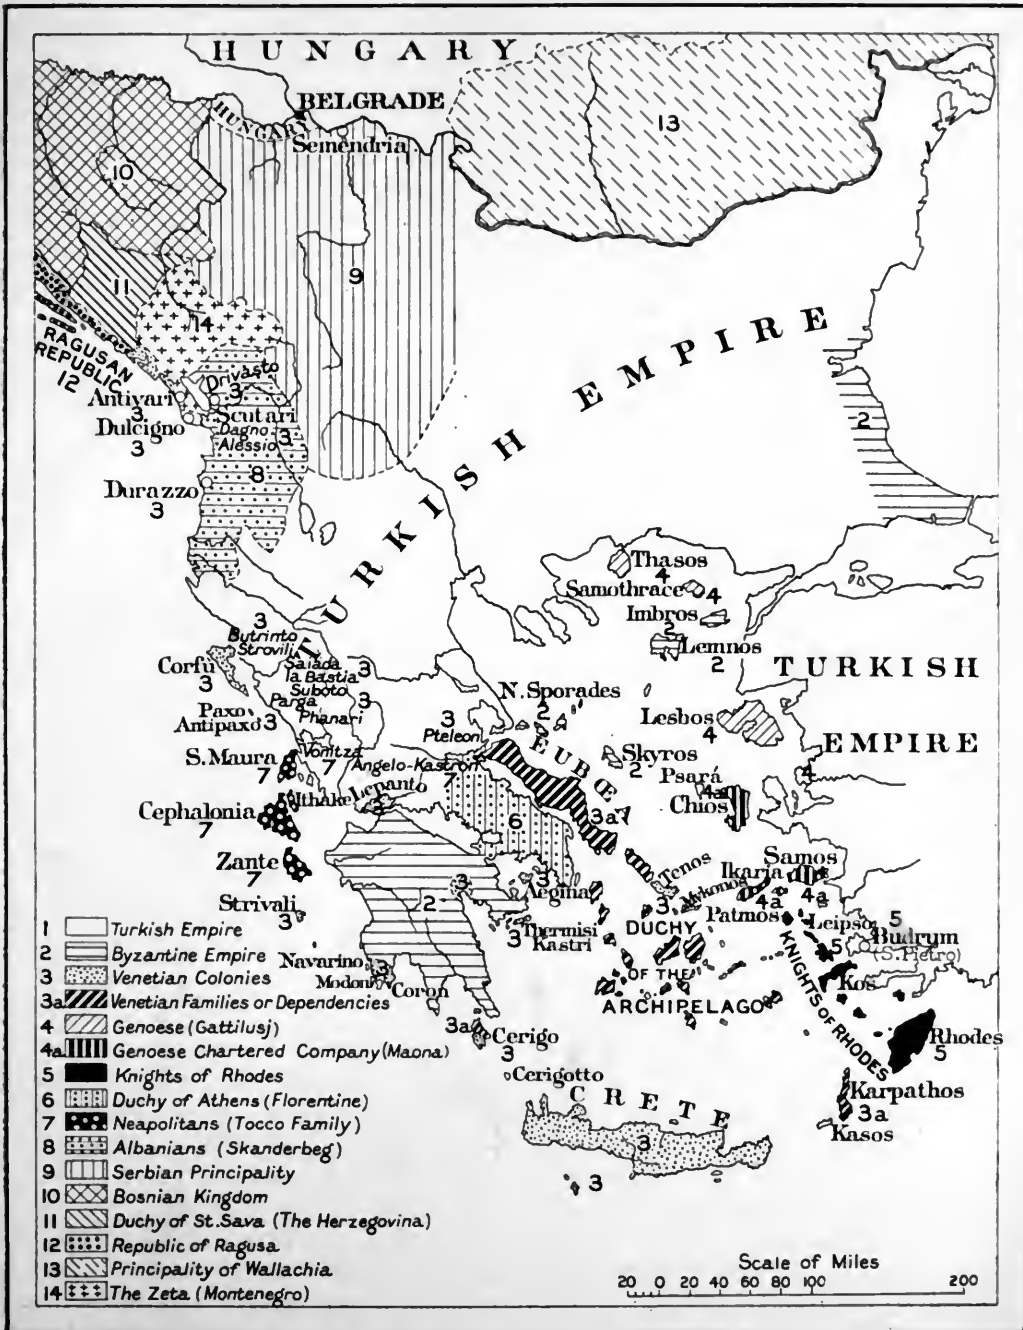 HUNGARY
BELGRADE
HUNGARY
Semendria
13
10
9
11
14
RAGUSAN
REPUBLIC
12
TURKISH EMPIRE
Drivasto
3
Antivari
3
Scutari
Dulcigno
3
Dagno
Alessio
3
2
8
Durazzo
3
Thasos
4
Samothrace
4
Imbros
2
Lemnos
2
3
Butrinto
Strovili
Corfu
3
Saiada
la Bastia
3
Suboto
Parga
3
Phanari
Paxo
Antipaxo
3
TURKISH
EMPIRE
N. Sporades
2
Lesbos
4
3
Pteleon
S. Maura
7
Vonitza
7
Angelo-Kastron
7
EUBŒA
3a
Skyros
2
Psará
4a
Chios
4
Ithake
Lepanto
3
Cephalonia
7
6
Zante
7
Samos
4a
Ikaria
4a
Tenos
3
Mykonos
Patmos
Leipso
5
5
Budrum
(S. Pietro)
2
3
3
Aegina
Strivali
3
Thermisi
3
Kastri
DUCHY
OF THE
ARCHIPELAGO
Kos
KNIGHTS OF RHODES
Rhodes
5
Navarino
3
Modon
Coron
3a
Cerigo
3
Cerigotto
Karpathos
3a
Kasos
CRETE
3
3
1 Turkish Empire
2 Byzantine Empire
3 Venetian Colonies
3a Venetian Families or Dependencies
4 Genoese (Gattilusj)
4a Genoese Chartered Company (Maona)
5 Knights of Rhodes
6 Duchy of Athens (Florentine)
7 Neapolitans (Tocco Family)
8 Albanians (Skanderbeg)
9 Serbian Principality
10 Bosnian Kingdom
11 Duchy of St. Sava (The Herzegovina)
12 Republic of Ragusa
13 Principality of Wallachia
14 The Zeta (Montenegro)
Scale of Miles
20 0 20 40 60 80 100 200